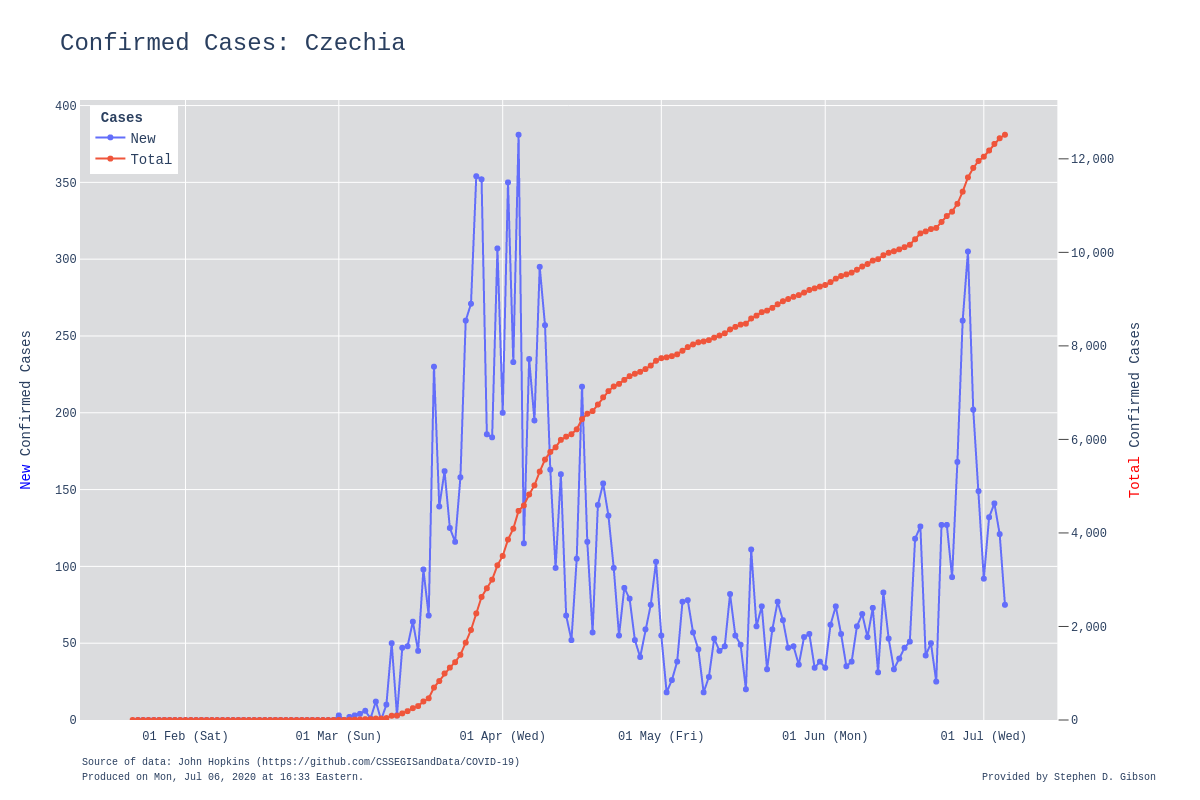 Confirmed Cases: Czechia
Cases
New
Total
400
350
300
250
200
150
100
50
0
12,000
10,000
8,000
6,000
4,000
2,000
0
New Confirmed Cases
Total Confirmed Cases
01 Feb (Sat)
01 Mar (Sun)
01 Apr (Wed)
01 May (Fri)
01 Jun (Mon)
01 Jul (Wed)
Source of data: John Hopkins (https://github.com/CSSEGISandData/COVID-19)
Produced on Mon, Jul 06, 2020 at 16:33 Eastern.
Provided by Stephen D. Gibson